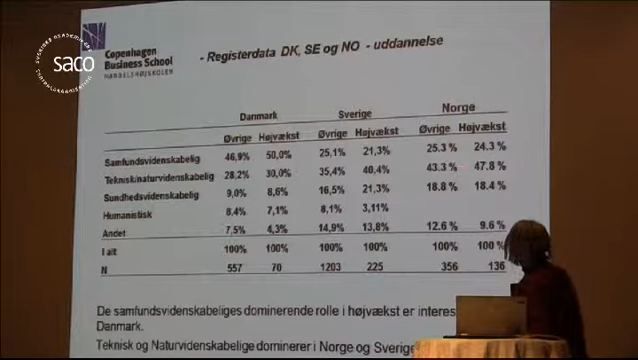 SVERIGES AKADEMIKERS
saco
CENTRALORGANISATION
Copenhagen
Business School
HANDELSHØJSKOLEN
- Registerdata DK, SE og NO - uddannelse
Danmark Sverige Norge
Øvrige Højvækst Øvrige Højvækst Øvrige Højvækst
Samfundsvidenskabelig 46,9% 50,0% 25,1% 21,3% 25.3 % 24.3 %
Teknisk/naturvidenskabelig 28,2% 30,0% 35,4% 40,4% 43.3 % 47.8 %
Sundhedsvidenskabelig 9,0% 8,6% 16,5% 21,3% 18.8 % 18.4 %
Humanistisk 8,4% 7,1% 8,1% 3,11%
Andet 7,5% 4,3% 14,9% 13,8% 12.6 % 9.6 %
I alt 100% 100% 100% 100% 100% 100 %
N 557 70 1203 225 356 136
De samfundsvidenskabeliges dominerende rolle i højvækst er
Danmark.
Teknisk og Naturvidenskabelige dominerer i Norge og Sverige